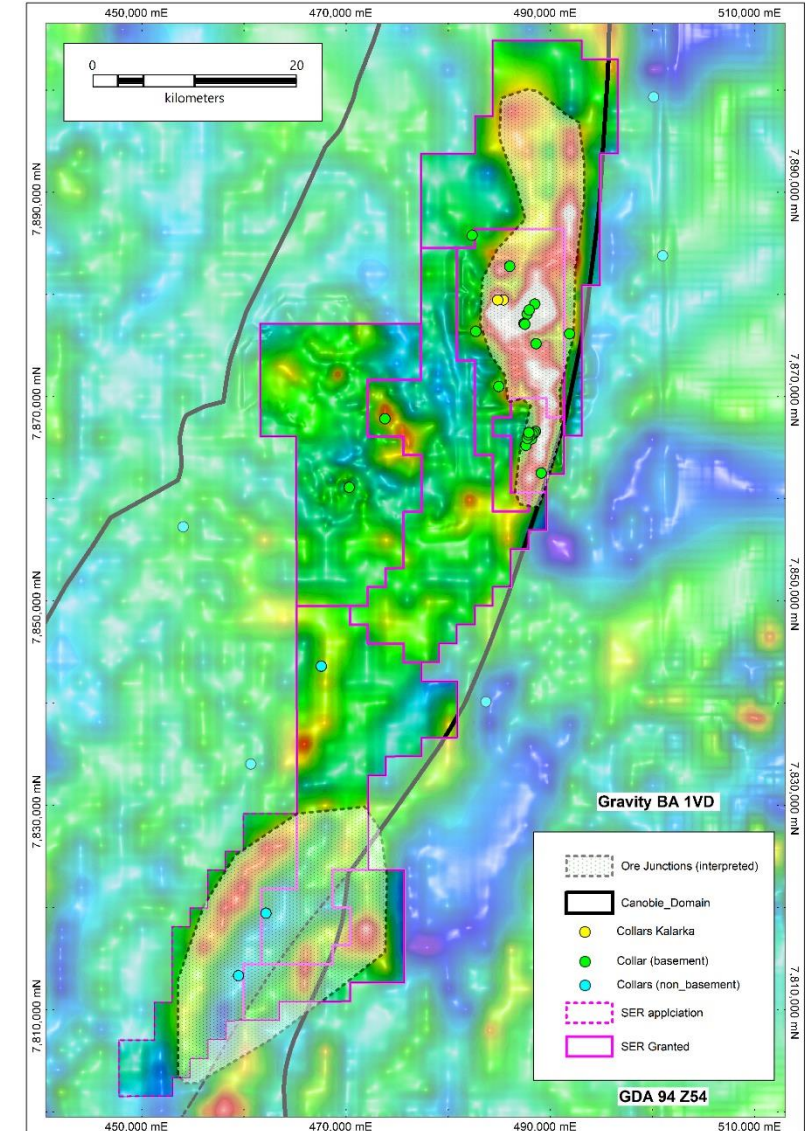 450,000 mE 470,000 mE 490,000 mE 510,000 mE
0 20
kilometers
7,890,000 mN 7,890,000 mN
7,870,000 mN 7,870,000 mN
7,850,000 mN 7,850,000 mN
7,830,000 mN 7,830,000 mN
Gravity BA 1VD
Ore Junctions (interpreted)
Canobie_Domain
Collars Kalarka
Collar (basement)
Collars (non_basement)
SER applciation
SER Granted
7,810,000 mN 7,810,000 mN
GDA 94 Z54
450,000 mE 470,000 mE 490,000 mE 510,000 mE